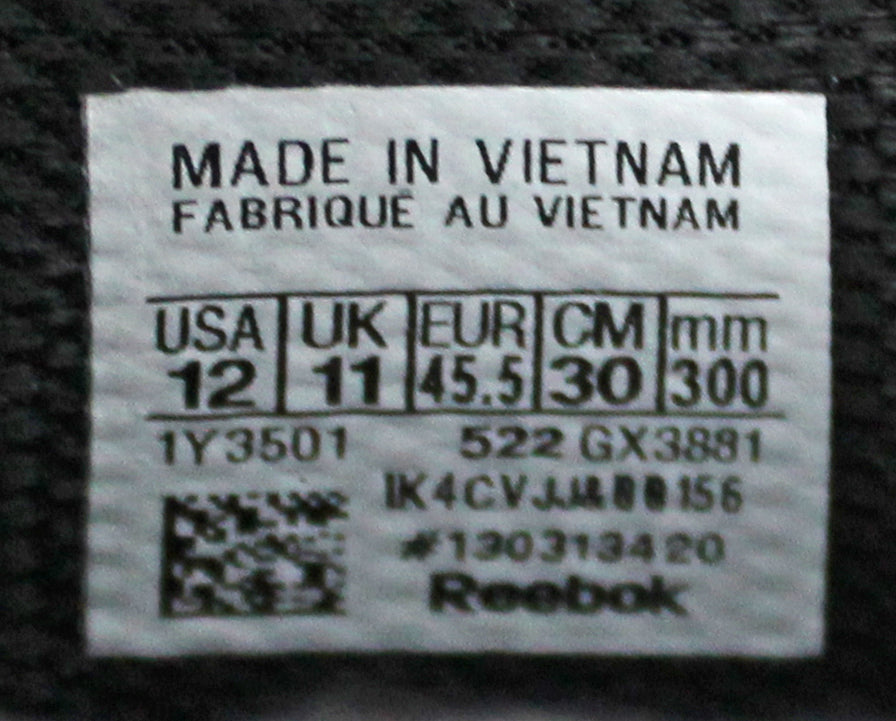 MADE IN VIETNAM
FABRIQUÉ AU VIETNAM
USA UK EUR CM mm
12 11 45.5 30 300
1Y3501 522 GX3881
#130313420
Reebok